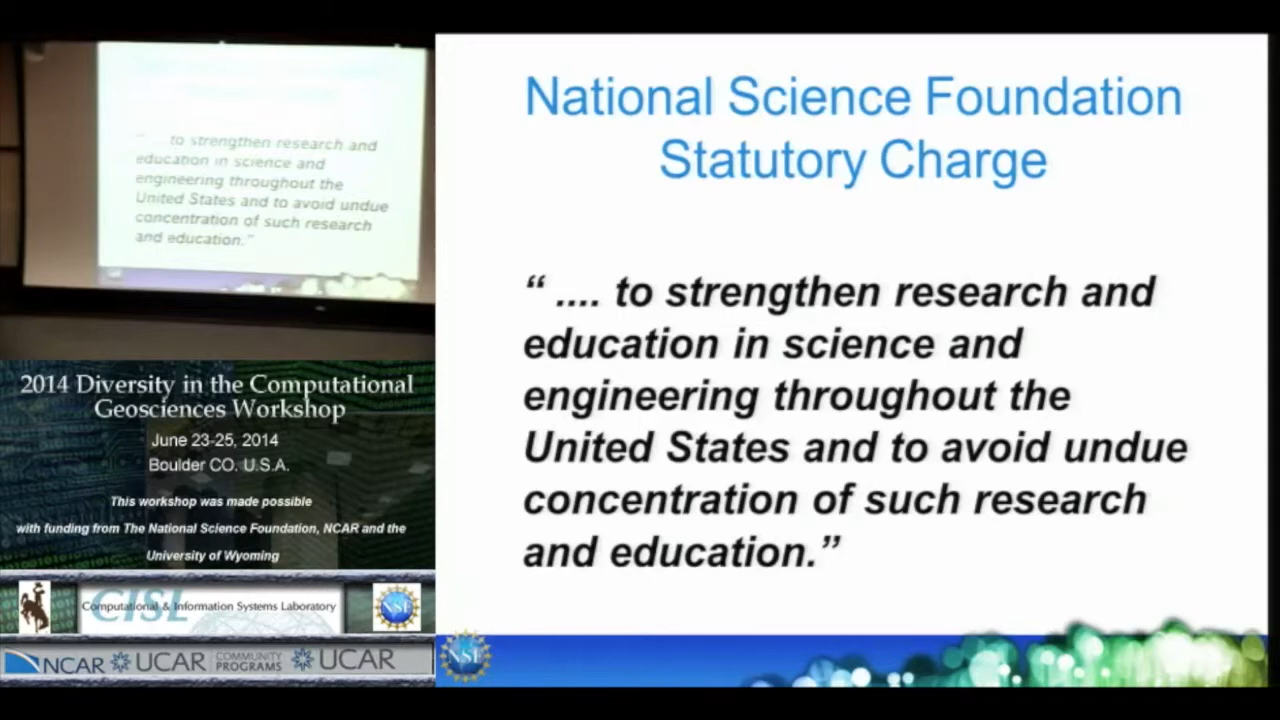 to strengthen research and
education in science and
engineering throughout the
United States and to avoid undue
concentration of such research
and education.”
2014 Diversity in the Computational
Geosciences Workshop
June 23-25, 2014
Boulder CO. U.S.A.
This workshop was made possible
with funding from The National Science Foundation, NCAR and the
University of Wyoming
CISL
Computational & Information Systems Laboratory
NSF
NCAR UCAR COMMUNITY PROGRAMS UCAR
National Science Foundation
Statutory Charge
“ .... to strengthen research and
education in science and
engineering throughout the
United States and to avoid undue
concentration of such research
and education.”
NSF